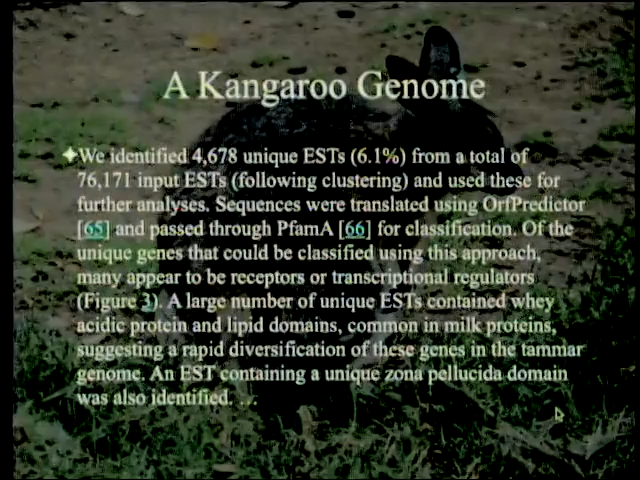 A Kangaroo Genome
✦We identified 4,678 unique ESTs (6.1%) from a total of
76,171 input ESTs (following clustering) and used these for
further analyses. Sequences were translated using OrfPredictor
[65] and passed through PfamA [66] for classification. Of the
unique genes that could be classified using this approach,
many appear to be receptors or transcriptional regulators
(Figure 3). A large number of unique ESTs contained whey
acidic protein and lipid domains, common in milk proteins,
suggesting a rapid diversification of these genes in the tammar
genome. An EST containing a unique zona pellucida domain
was also identified. …